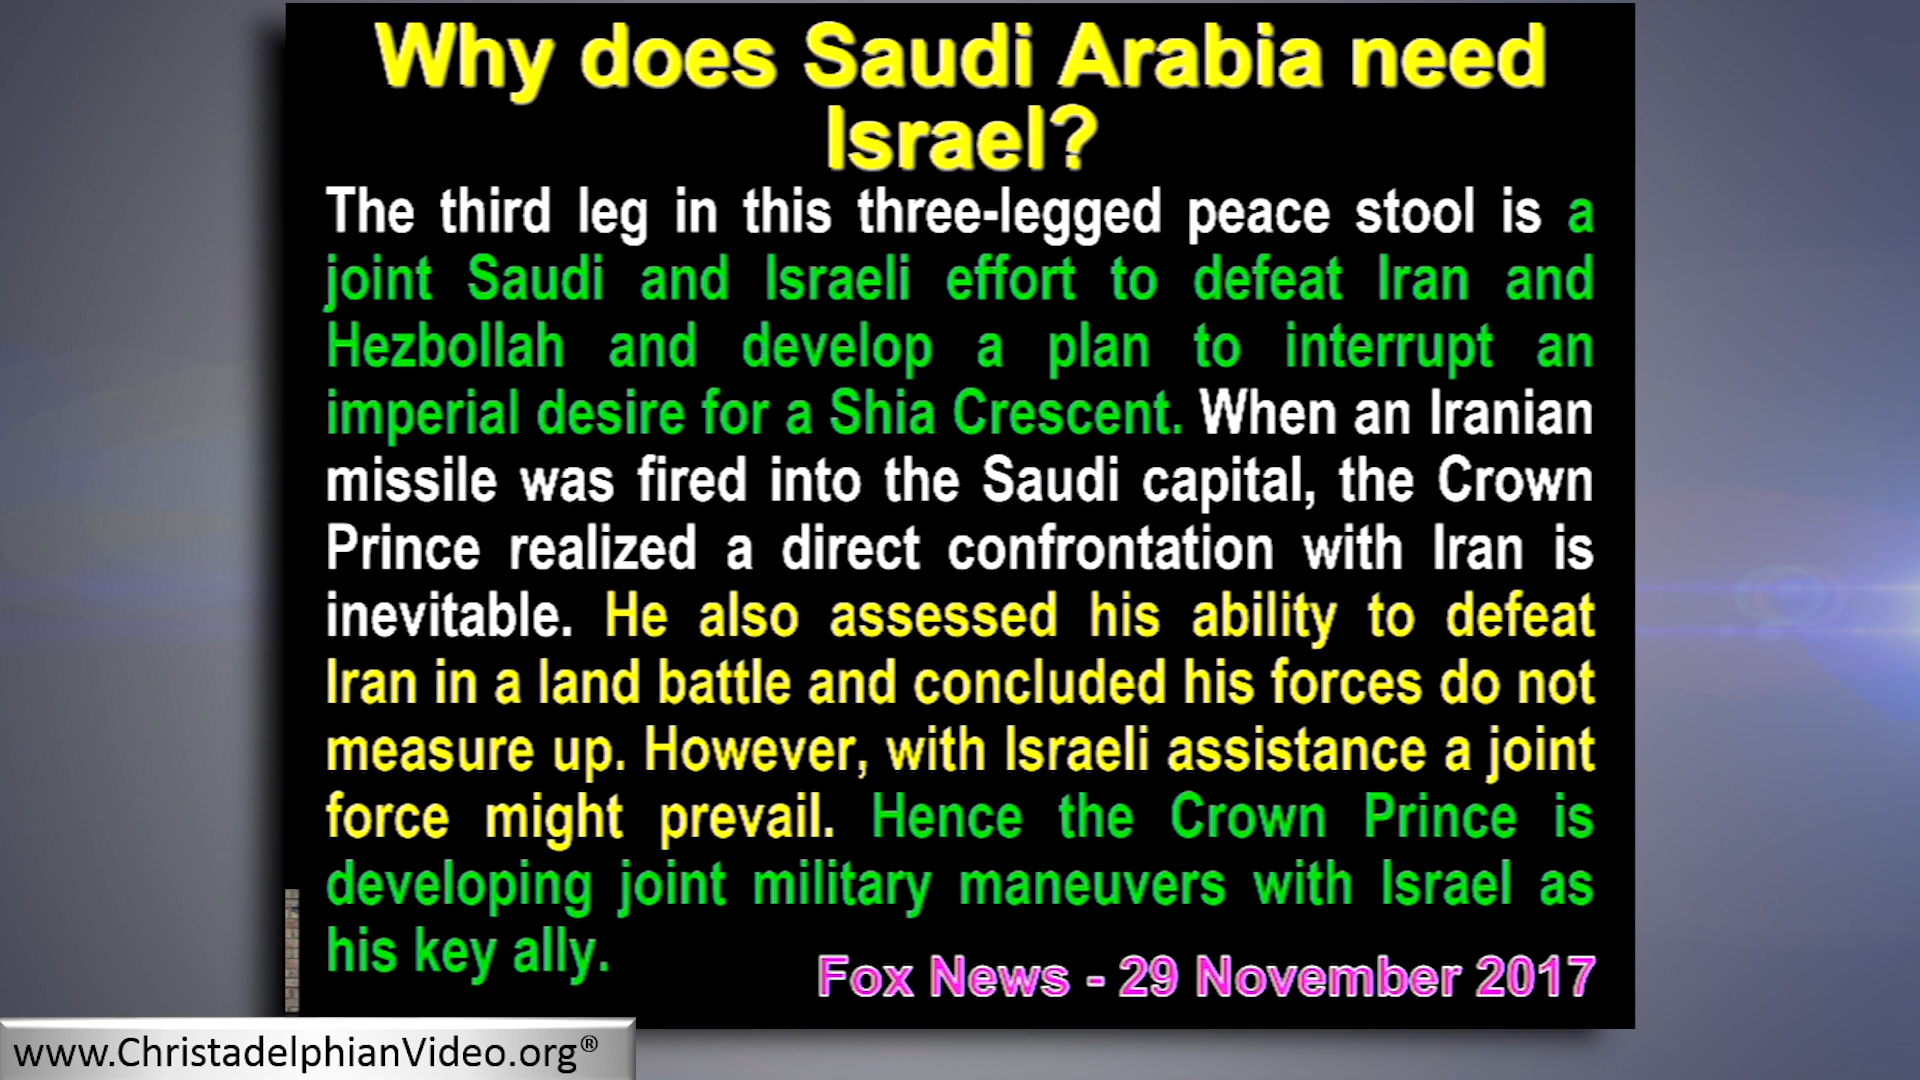 Why does Saudi Arabia need
Israel?
The third leg in this three-legged peace stool is a
joint Saudi and Israeli effort to defeat Iran and
Hezbollah and develop a plan to interrupt an
imperial desire for a Shia Crescent. When an Iranian
missile was fired into the Saudi capital, the Crown
Prince realized a direct confrontation with Iran is
inevitable. He also assessed his ability to defeat
Iran in a land battle and concluded his forces do not
measure up. However, with Israeli assistance a joint
force might prevail. Hence the Crown Prince is
developing joint military maneuvers with Israel as
his key ally.
Fox News - 29 November 2017
www.ChristadelphianVideo.org®